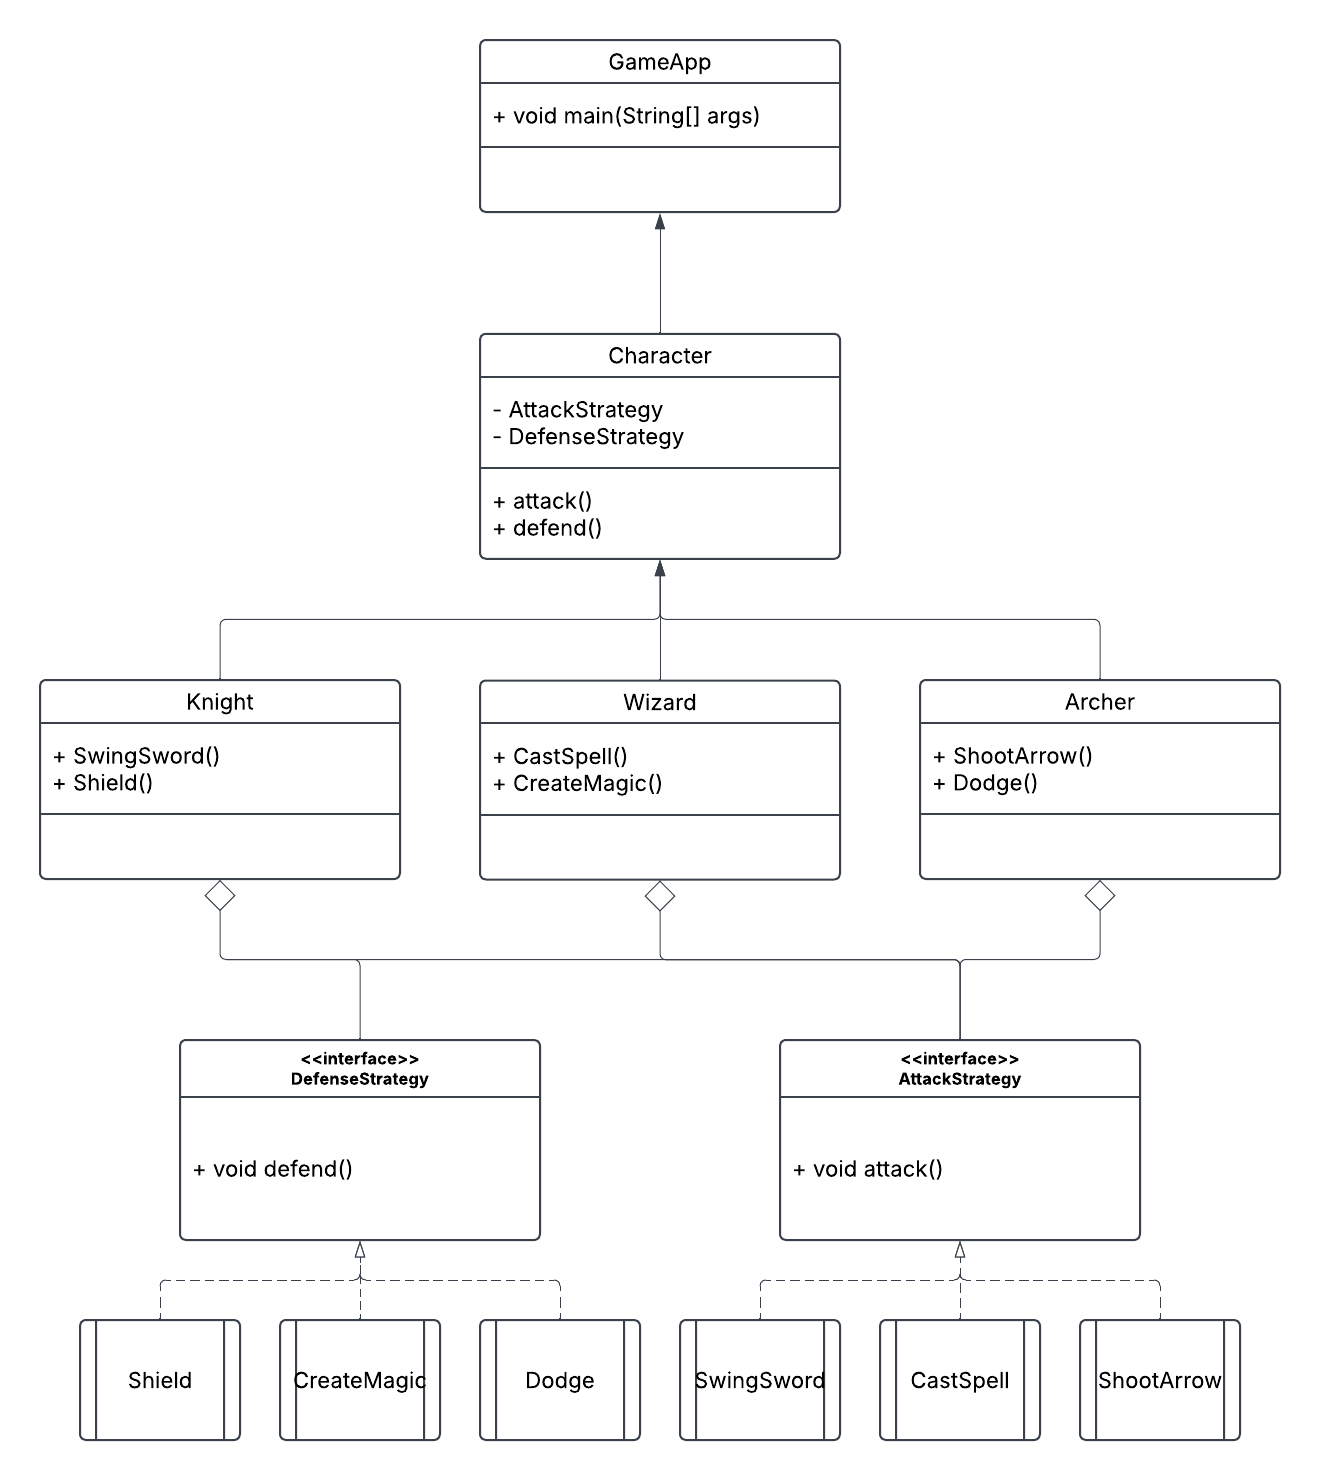 GameApp
+ void main(String[] args)
Character
- AttackStrategy
- DefenseStrategy
+ attack()
+ defend()
Knight
+ SwingSword()
+ Shield()
Wizard
+ CastSpell()
+ CreateMagic()
Archer
+ ShootArrow()
+ Dodge()
<<interface>>
DefenseStrategy
+ void defend()
<<interface>>
AttackStrategy
+ void attack()
Shield
CreateMagic
Dodge
SwingSword
CastSpell
ShootArrow